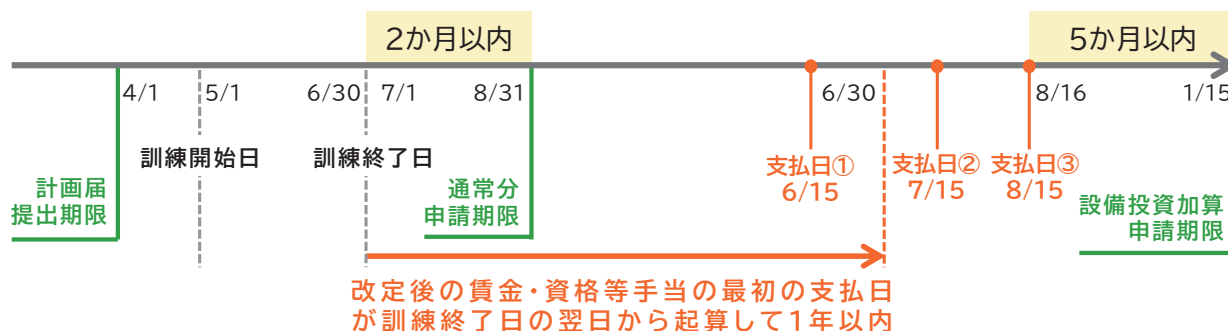 2か月以内
5か月以内
4/1
5/1
6/30
7/1
8/31
6/30
8/16
1/15
訓練開始日
訓練終了日
計画届
提出期限
通常分
申請期限
支払日①
6/15
支払日②
7/15
支払日③
8/15
設備投資加算
申請期限
改定後の賃金・資格等手当の最初の支払日
が訓練終了日の翌日から起算して1年以内